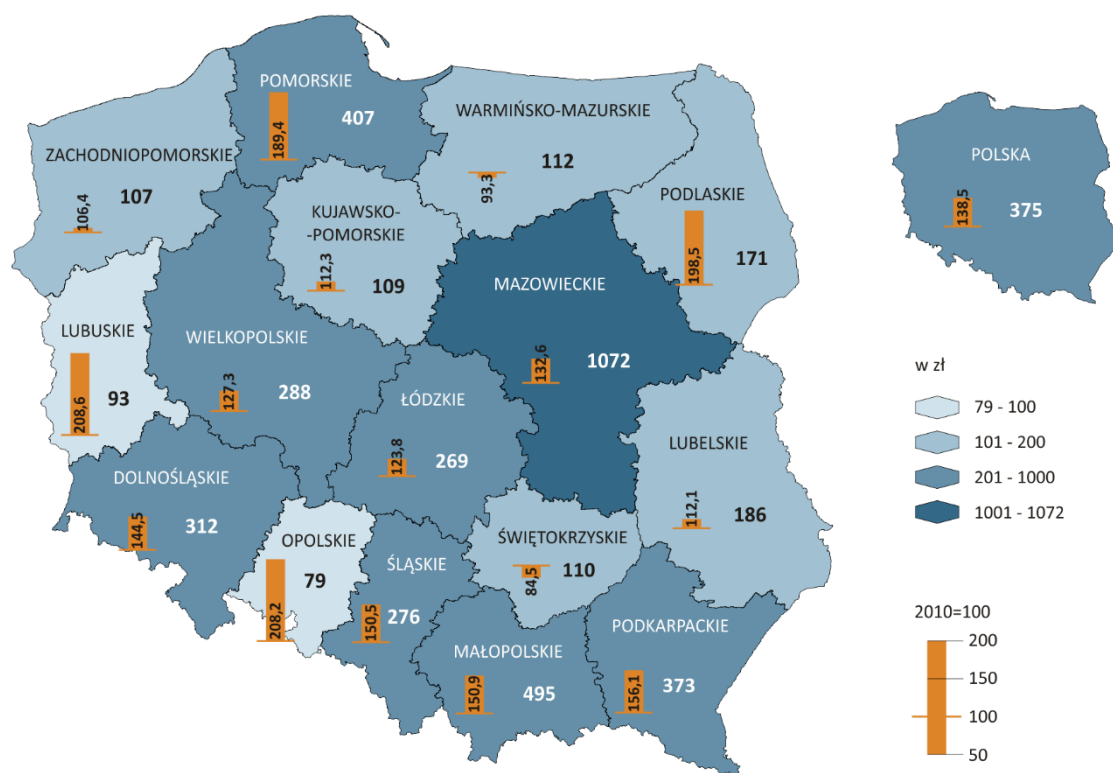 POMORSKIE
407
189,4
WARMIŃSKO-MAZURSKIE
112
93,3
ZACHODNIOPOMORSKIE
107
106,4
KUJAWSKO-
-POMORSKIE
112,3
109
PODLASKIE
198,5
171
MAZOWIECKIE
132,6
1072
LUBUSKIE
208,6
93
WIELKOPOLSKIE
127,3
288
ŁÓDZKIE
123,8
269
LUBELSKIE
112,1
186
DOLNOŚLĄSKIE
144,5
312
OPOLSKIE
208,2
79
ŚLĄSKIE
150,5
276
ŚWIĘTOKRZYSKIE
84,5
110
MAŁOPOLSKIE
150,9
495
PODKARPACKIE
156,1
373
POLSKA
138,5
375
w zł
79 - 100
101 - 200
201 - 1000
1001 - 1072
2010=100
200
150
100
50